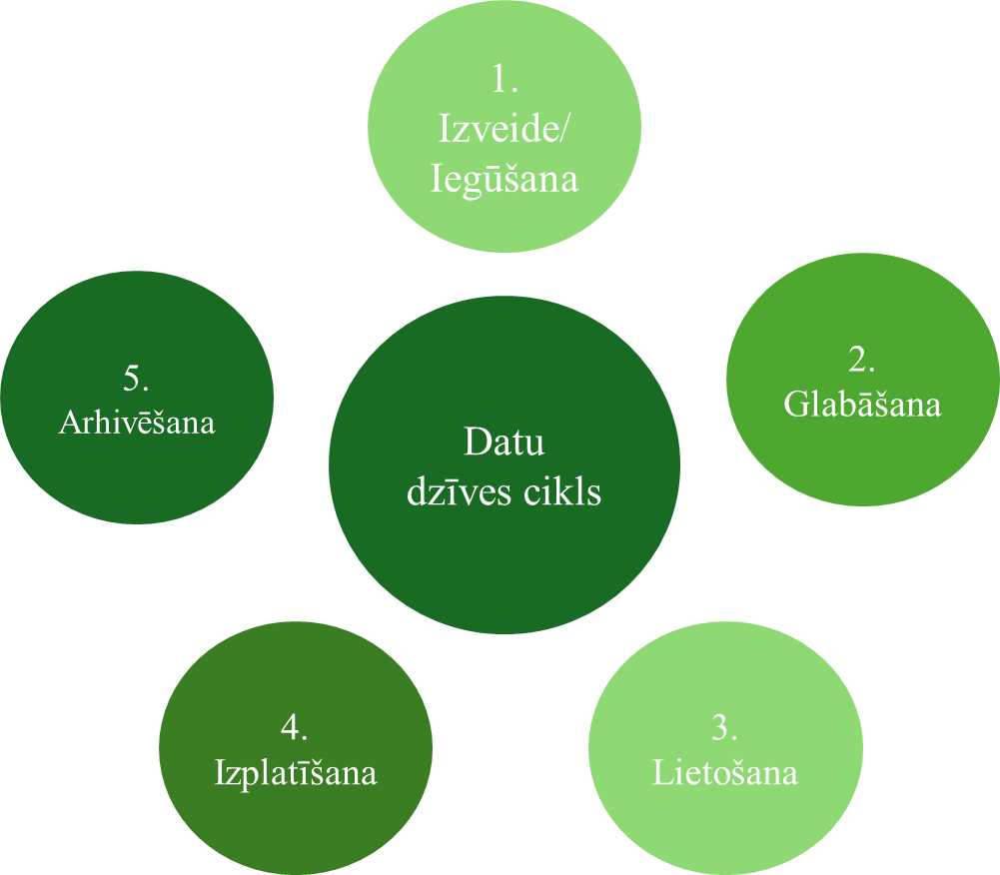 1.
Izveide/
Iegūšana
2.
Glabāšana
3.
Lietošana
4.
Izplatīšana
5.
Arhivēšana
Datu
dzīves cikls